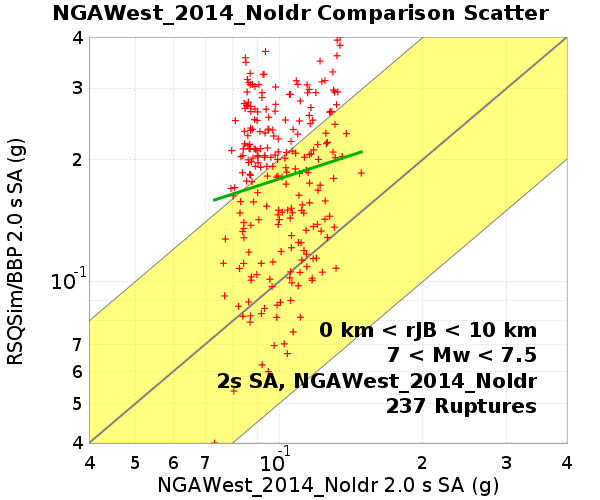 NGAWest_2014_NoIdr Comparison Scatter
4
3
2
10⁻¹
7
6
5
4
RSQSim/BBP 2.0 s SA (g)
0 km < rJB < 10 km
7 < Mw < 7.5
2s SA, NGAWest_2014_NoIdr
237 Ruptures
4 5 6 7 10⁻¹ 2 3 4
NGAWest_2014_NoIdr 2.0 s SA (g)